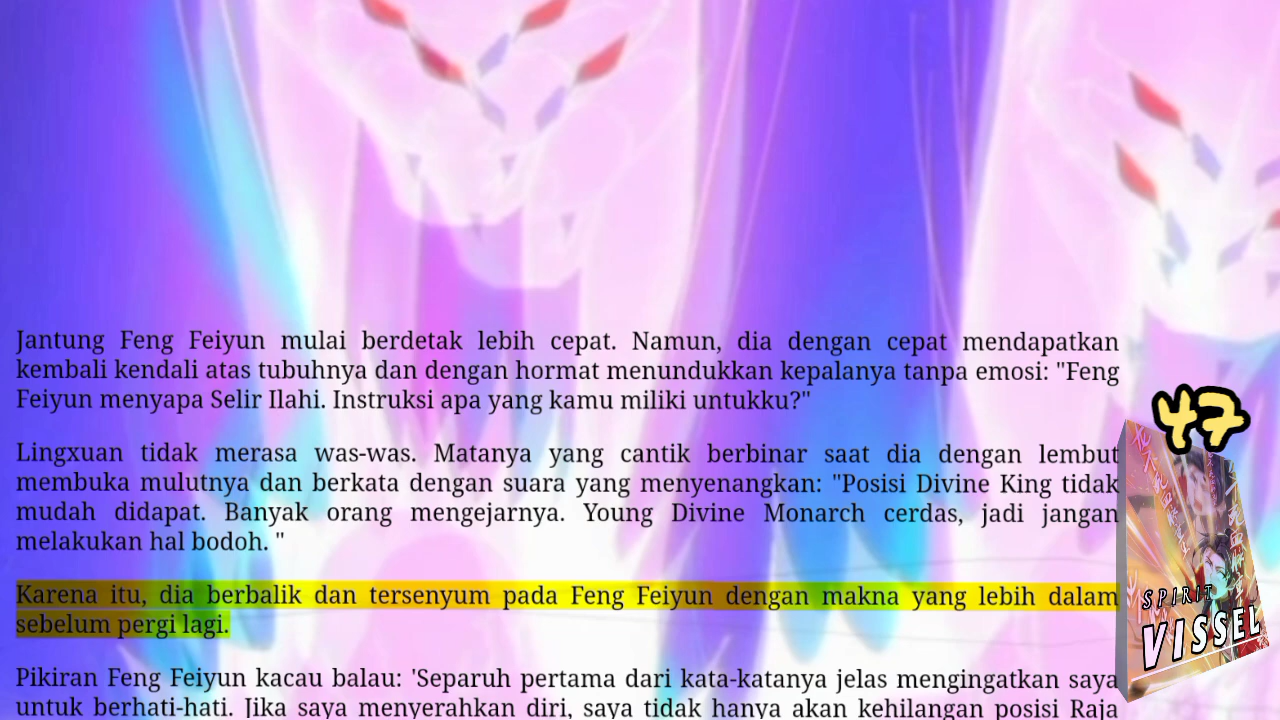 Jantung Feng Feiyun mulai berdetak lebih cepat. Namun, dia dengan cepat mendapatkan
kembali kendali atas tubuhnya dan dengan hormat menundukkan kepalanya tanpa emosi: "Feng
Feiyun menyapa Selir Ilahi. Instruksi apa yang kamu miliki untukku?"
Lingxuan tidak merasa was-was. Matanya yang cantik berbinar saat dia dengan lembut
membuka mulutnya dan berkata dengan suara yang menyenangkan: "Posisi Divine King tidak
mudah didapat. Banyak orang mengejarnya. Young Divine Monarch cerdas, jadi jangan
melakukan hal bodoh. "
Karena itu, dia berbalik dan tersenyum pada Feng Feiyun dengan makna yang lebih dalam
sebelum pergi lagi.
Pikiran Feng Feiyun kacau balau: 'Separuh pertama dari kata-katanya jelas mengingatkan saya
untuk berhati-hati. Jika saya menyerahkan diri, saya tidak hanya akan kehilangan posisi Raja
47
SPIRIT
VISSEL